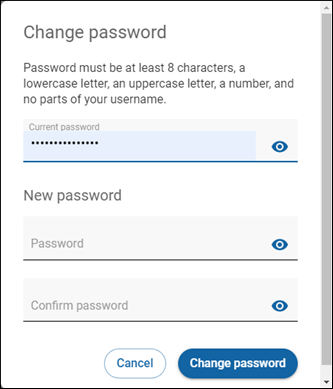 Change password
Password must be at least 8 characters, a
lowercase letter, an uppercase letter, a number, and
no parts of your username.
Current password
•••••••••••••••
New password
Password
Confirm password
Cancel
Change password